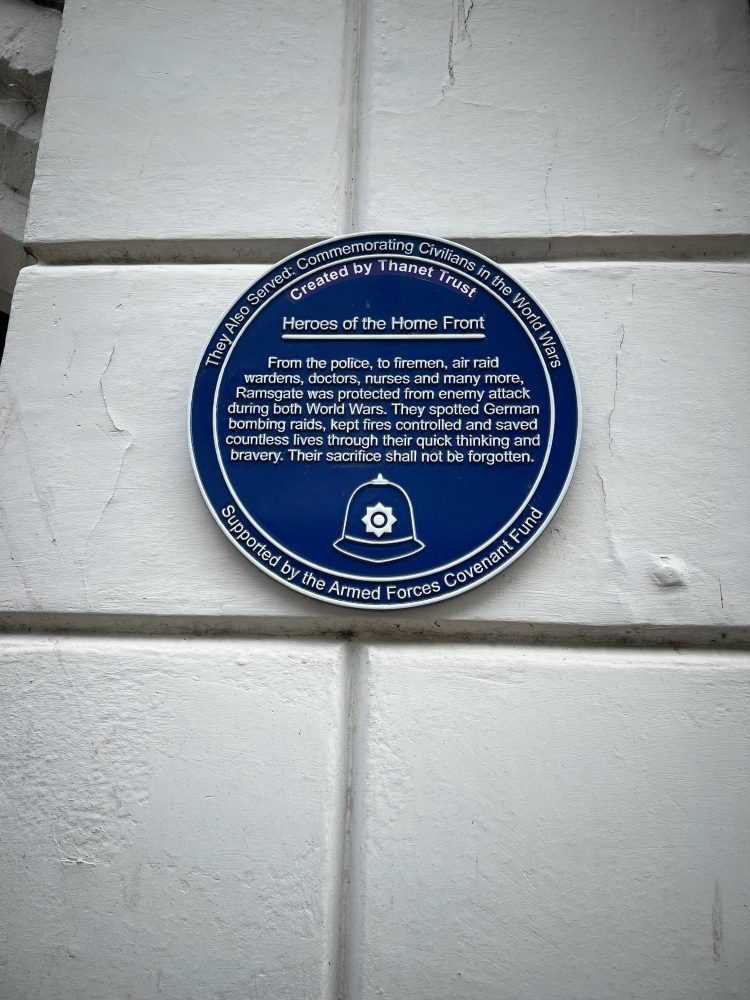 They Also Served: Commemorating Civilians in the World Wars
Created by Thanet Trust
Heroes of the Home Front
From the police, to firemen, air raid
wardens, doctors, nurses and many more,
Ramsgate was protected from enemy attack
during both World Wars. They spotted German
bombing raids, kept fires controlled and saved
countless lives through their quick thinking and
bravery. Their sacrifice shall not be forgotten.
Supported by the Armed Forces Covenant Fund